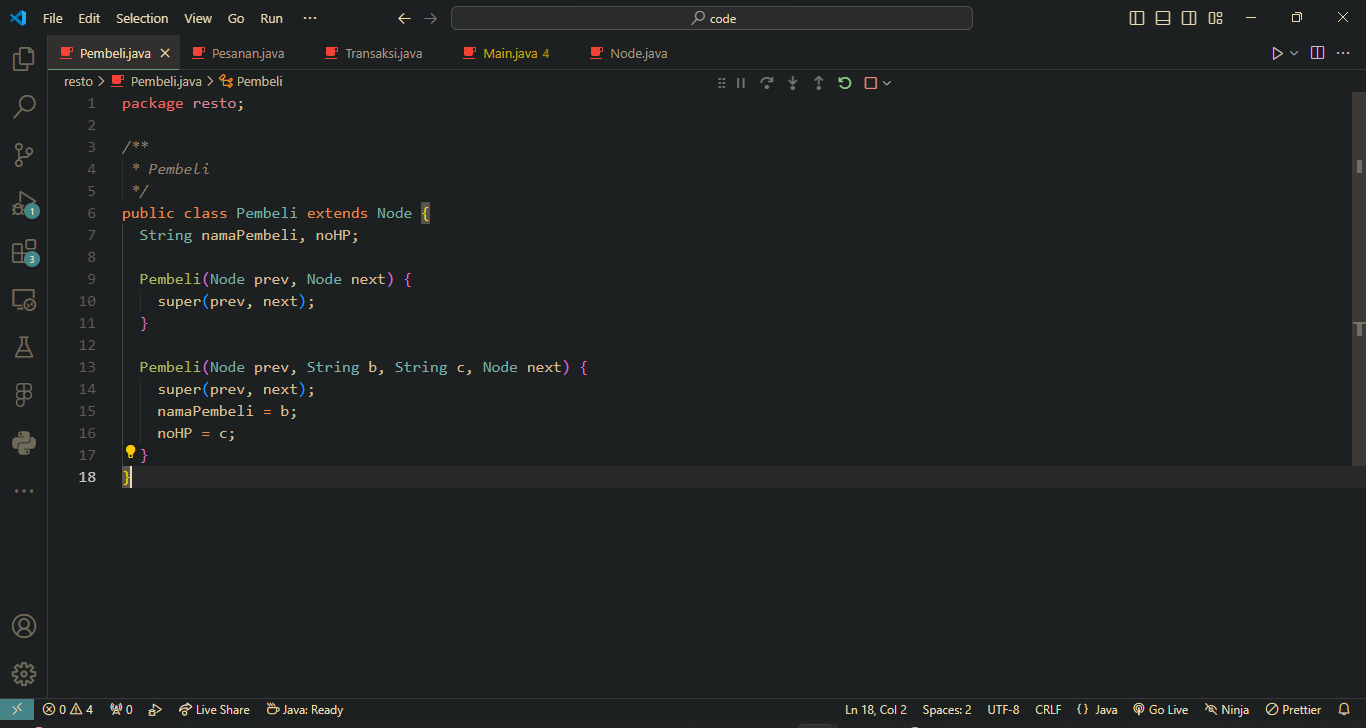 File Edit Selection View Go Run ··· code
Pembeli.java Pesanan.java Transaksi.java Main.java 4 Node.java
resto > Pembeli.java > Pembeli
1 package resto;
2
3 /**
4 * Pembeli
5 */
6 public class Pembeli extends Node {
7 String namaPembeli, noHP;
8
9 Pembeli(Node prev, Node next) {
10 super(prev, next);
11 }
12
13 Pembeli(Node prev, String b, String c, Node next) {
14 super(prev, next);
15 namaPembeli = b;
16 noHP = c;
17 }
18 }
1
3
0 4 0 Live Share Java: Ready Ln 18, Col 2 Spaces: 2 UTF-8 CRLF {} Java Go Live Ninja Prettier